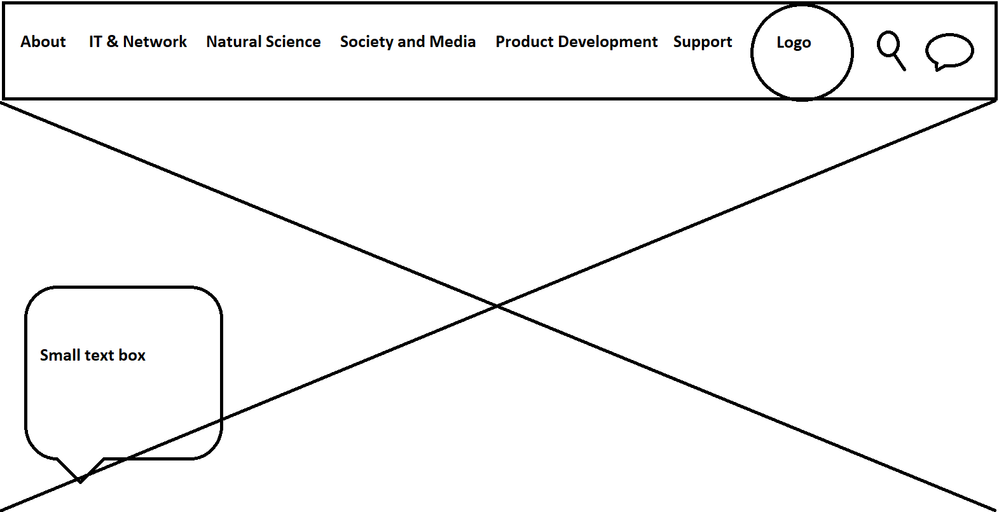 About IT & Network Natural Science Society and Media Product Development Support Logo
Small text box